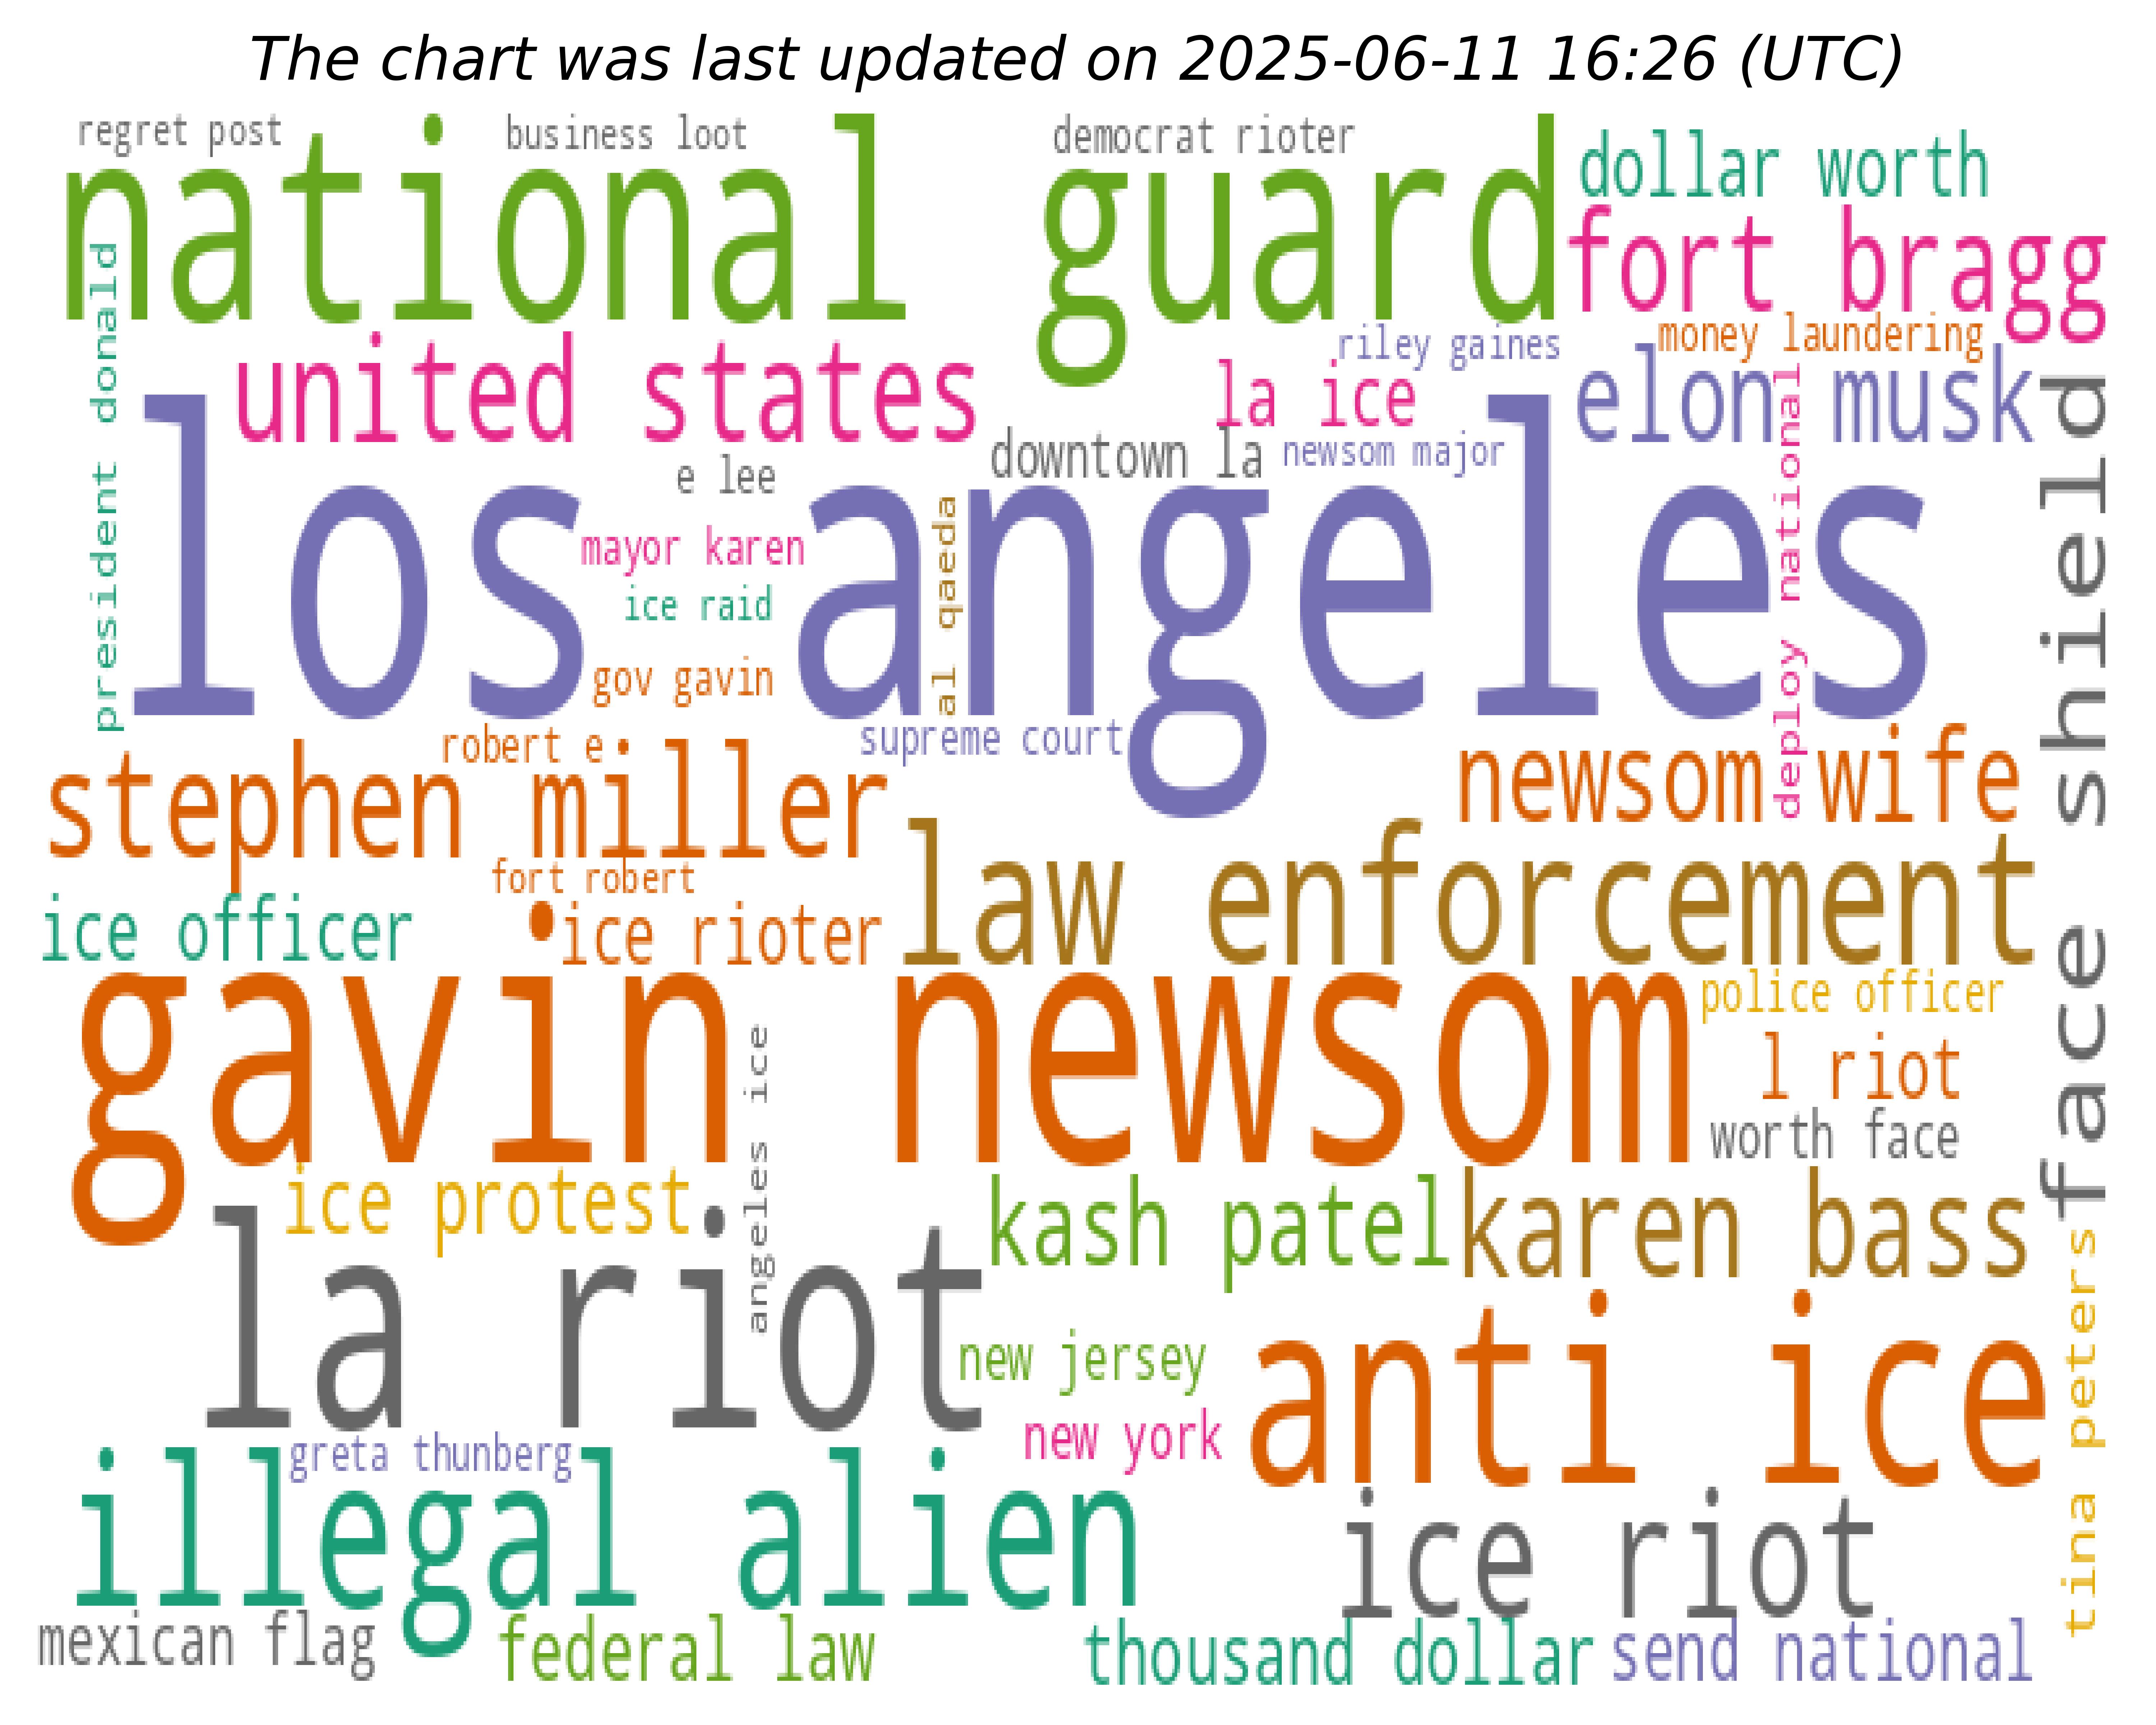 The chart was last updated on 2025-06-11 16:26 (UTC)
regret post
business loot
democrat rioter
national guard
dollar worth
fort bragg
president donald
united states
riley gaines
money laundering
la ice
elon musk
los angeles
downtown la
newsom major
e lee
mayor karen
ice raid
gov gavin
al qaeda
deploy national
face shield
robert e
supreme court
stephen miller
newsom wife
fort robert
law enforcement
ice officer
ice rioter
gavin newsom
police officer
l riot
worth face
angeles ice
ice protest
kash patel
karen bass
la riot
tina peters
new jersey
anti ice
new york
greta thunberg
illegal alien
ice riot
mexican flag
federal law
thousand dollar
send national